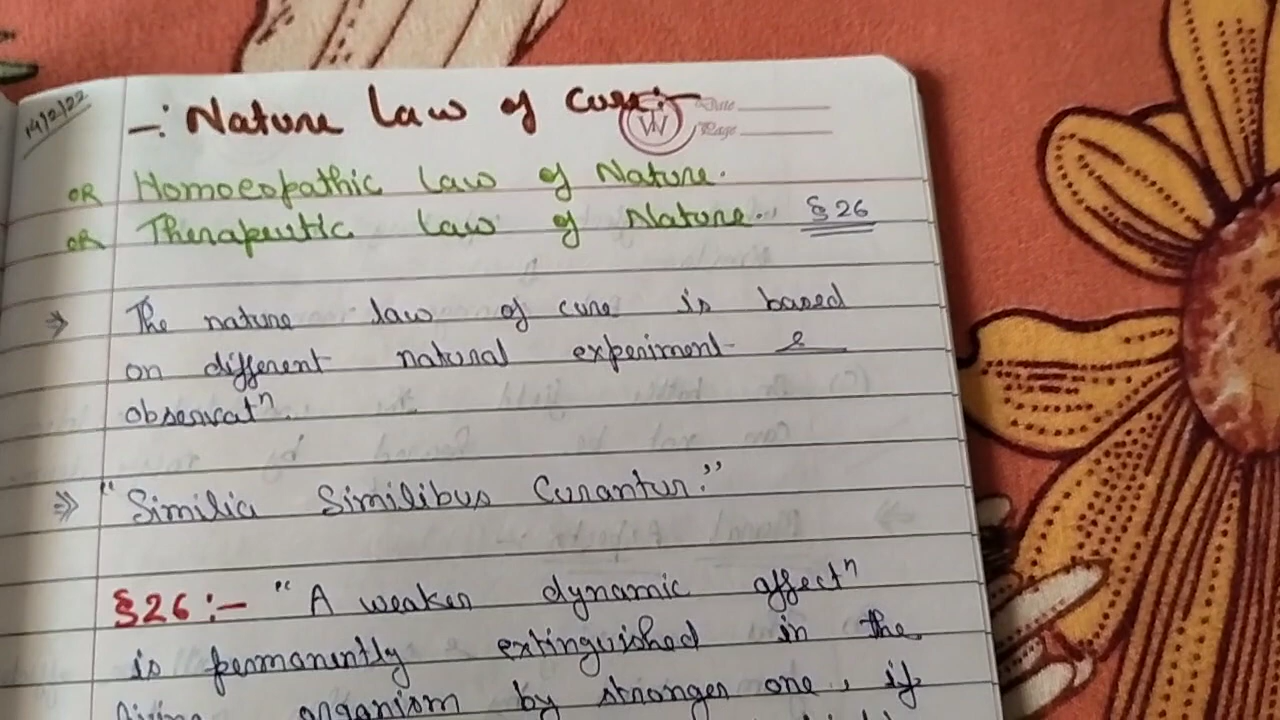 14/2/22
-: Nature Law of Cure:-
Date
Page
W
OR Homoeopathic Law of Nature.
OR Therapeutic Law of Nature. § 26
⇒ The nature law of cure is based
on different natural experiment &
observatⁿ.
⇒ "Similia Similibus Curantur."
§26:- "A weaker dynamic affectⁿ
is permanently extinguished in the
living organism by stronger one, if